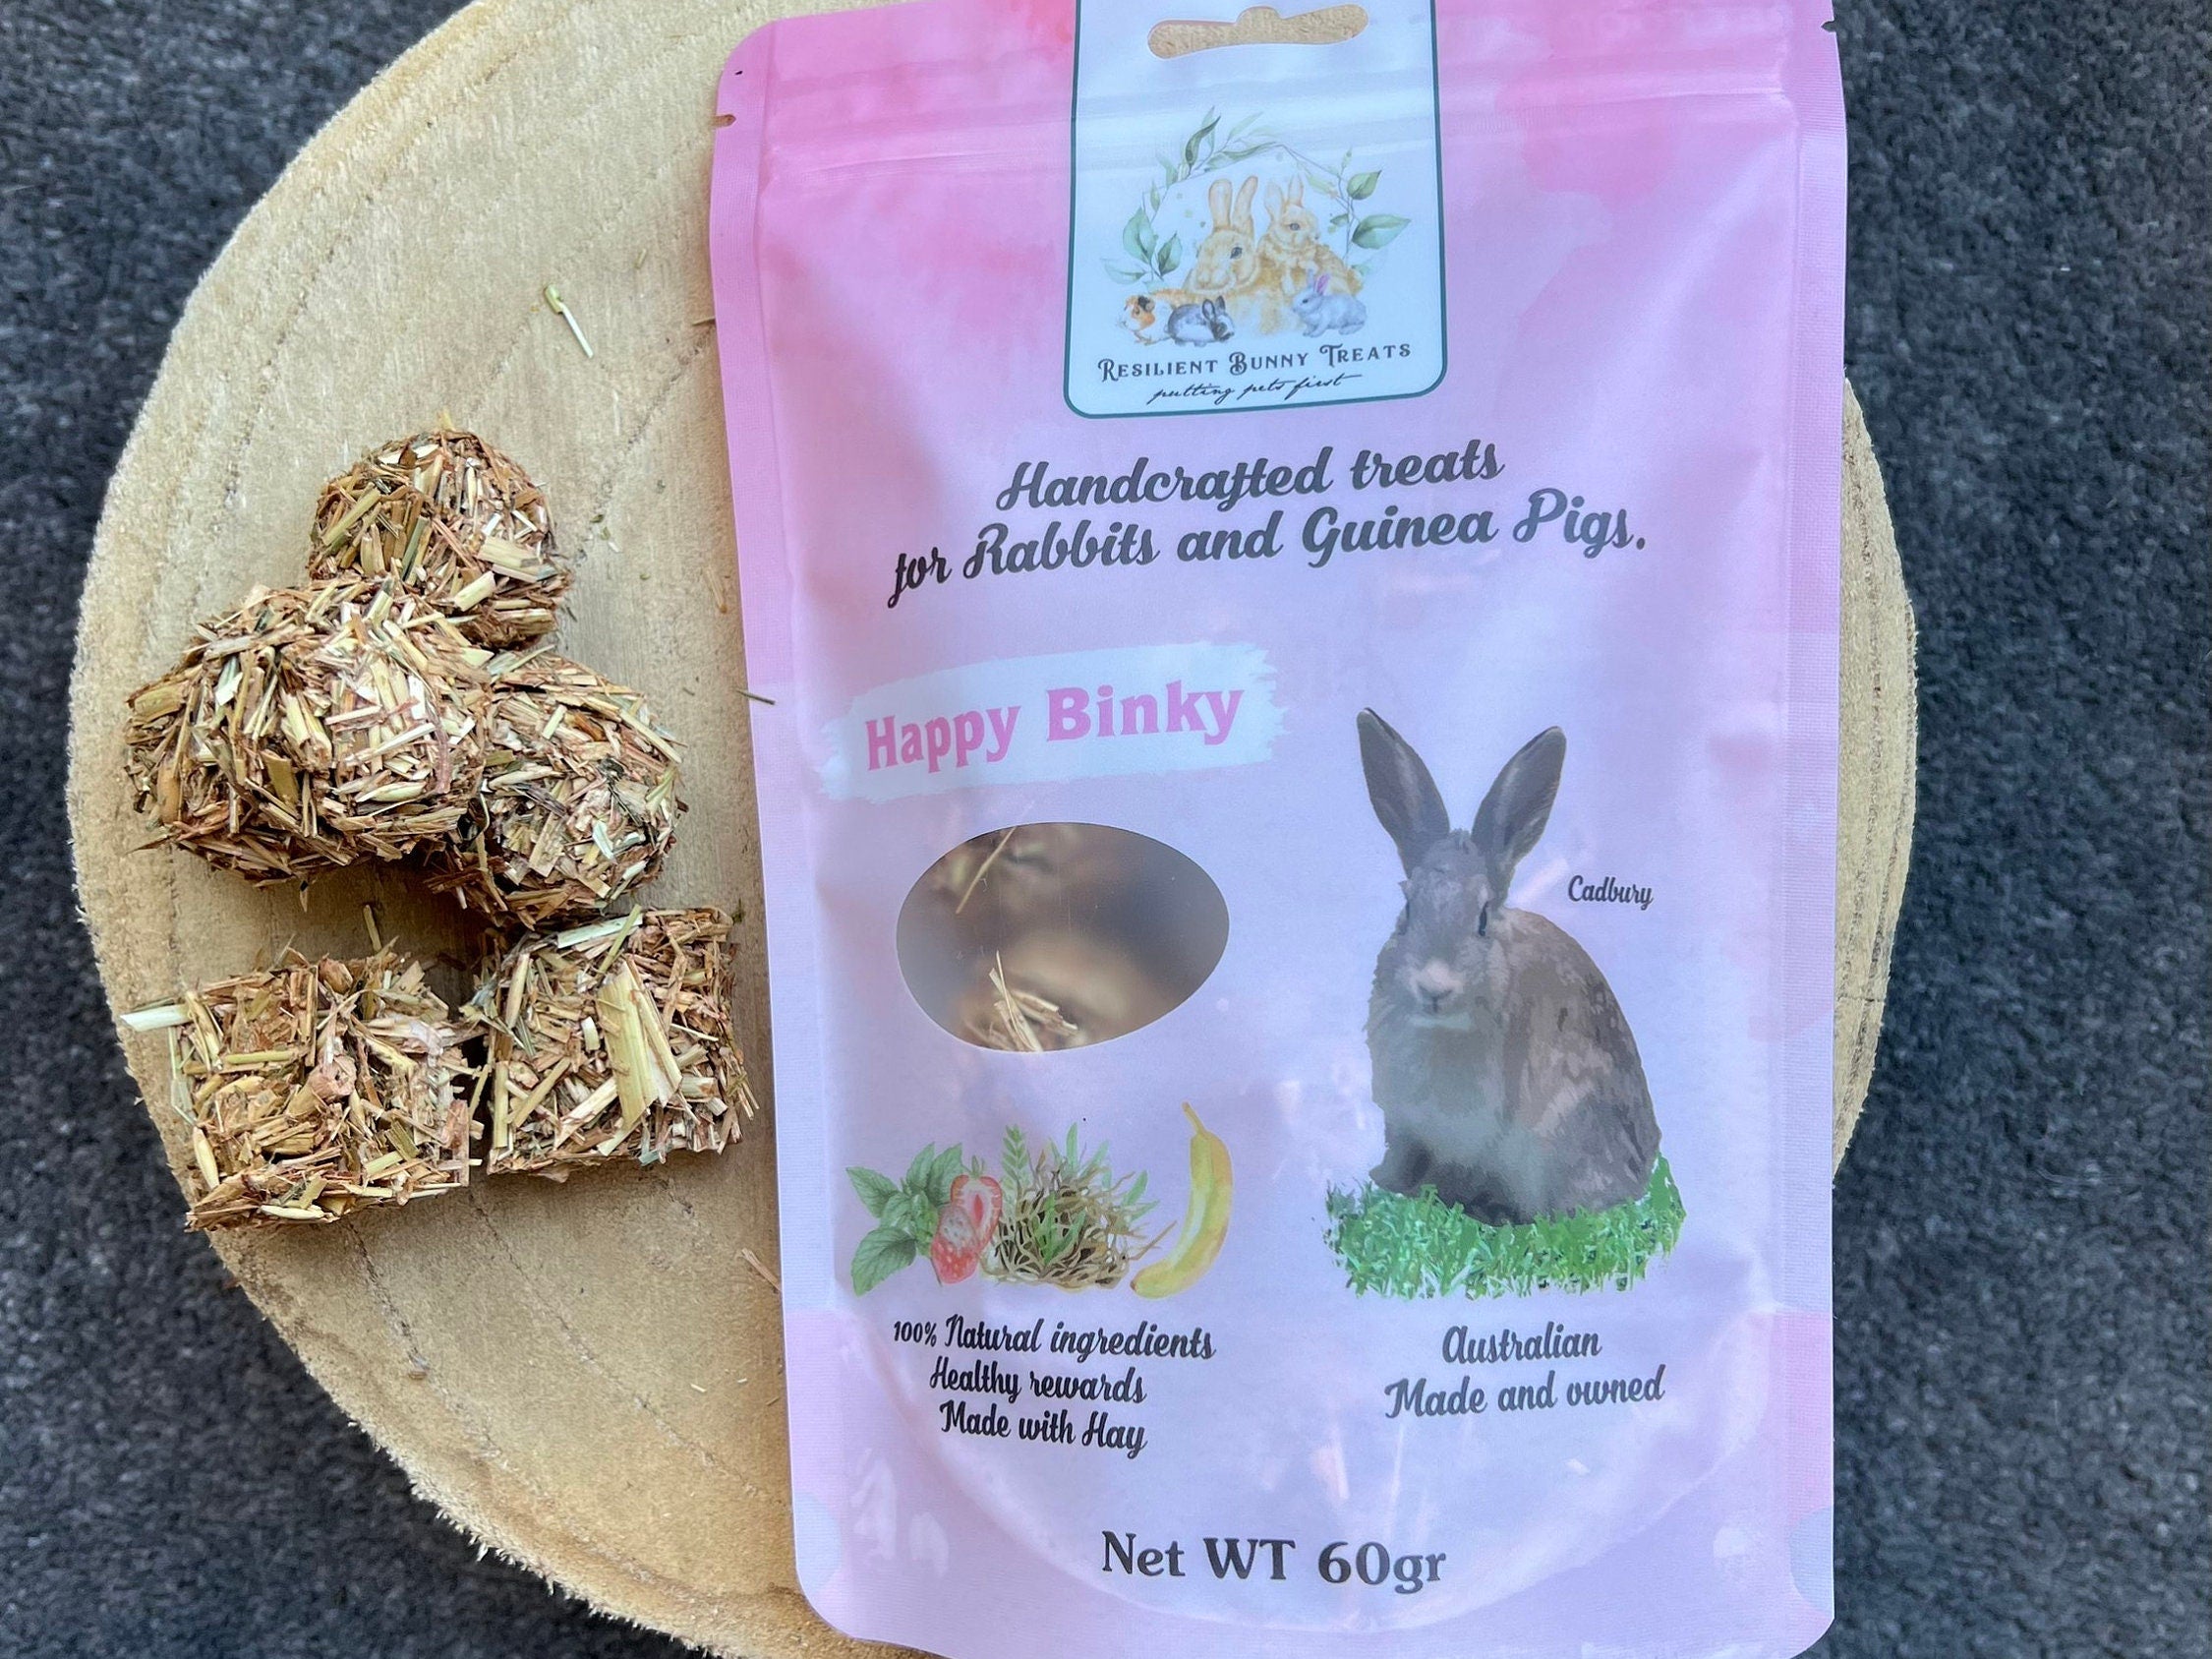 RESILIENT BUNNY TREATS
putting pets first
Handcrafted treats
for Rabbits and Guinea Pigs.
Happy Binky
Cadbury
100% Natural ingredients
Healthy rewards
Made with Hay
Australian
Made and owned
Net WT 60gr